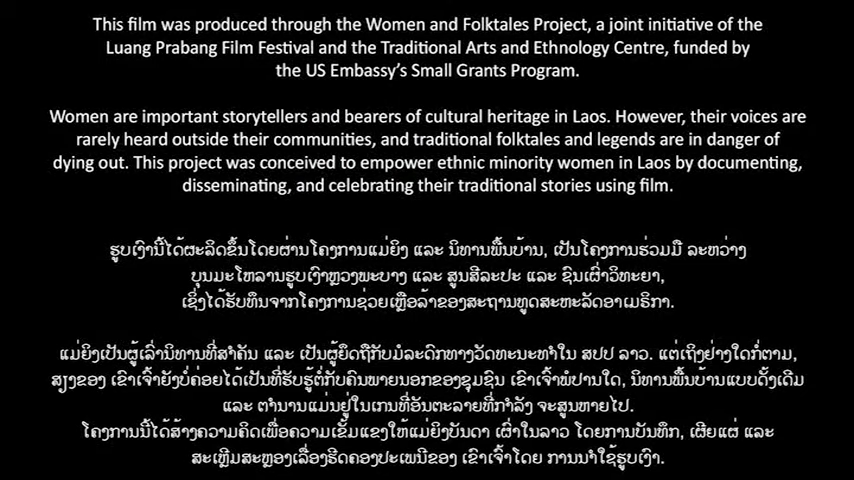 This film was produced through the Women and Folktales Project, a joint initiative of the
Luang Prabang Film Festival and the Traditional Arts and Ethnology Centre, funded by
the US Embassy's Small Grants Program.
Women are important storytellers and bearers of cultural heritage in Laos. However, their voices are
rarely heard outside their communities, and traditional folktales and legends are in danger of
dying out. This project was conceived to empower ethnic minority women in Laos by documenting,
disseminating, and celebrating their traditional stories using film.
ຮູບເງົານີ້ໄດ້ຜະລິດຂຶ້ນໂດຍຜ່ານໂຄງການແມ່ຍິງ ແລະ ນິທານພື້ນບ້ານ, ເປັນໂຄງການຮ່ວມມື ລະຫວ່າງ
ບຸນມະໂຫລານຮູບເງົາຫຼວງພະບາງ ແລະ ສູນສີລະປະ ແລະ ຊົນເຜົ່າວິທະຍາ,
ເຊິ່ງໄດ້ຮັບທຶນຈາກໂຄງການຊ່ວຍເຫຼືອລ້າຂອງສະຖານທູດສະຫະລັດອາເມຣິກາ.
ແມ່ຍິງເປັນຜູ້ເລົ່ານິທານທີ່ສຳຄັນ ແລະ ເປັນຜູ້ຍຶດຖືກັບມໍລະດົກທາງວັດທະນະທຳໃນ ສປປ ລາວ. ແຕ່ເຖິງຢ່າງໃດກໍ່ຕາມ,
ສຽງຂອງ ເຂົາເຈົ້າຍັງບໍ່ຄ່ອຍໄດ້ເປັນທີ່ຮັບຮູ້ຕໍ່ກັບຄົນພາຍນອກຂອງຊຸມຊົນ ເຂົາເຈົ້າພໍປານໃດ, ນິທານພື້ນບ້ານແບບດັ້ງເດີມ
ແລະ ຕຳນານແມ່ນຢູ່ໃນເກນທີ່ອັນຕະລາຍທີ່ກຳລັງ ຈະສູນຫາຍໄປ.
ໂຄງການນີ້ໄດ້ສ້າງຄວາມຄິດເພື່ອຄວາມເຂັ້ມແຂງໃຫ້ແມ່ຍິງບັນດາ ເຜົ່າໃນລາວ ໂດຍການບັນທຶກ, ເຜີຍແຜ່ ແລະ
ສະເຫຼີມສະຫຼອງເລື່ອງຮີດຄອງປະເພນີຂອງ ເຂົາເຈົ້າໂດຍ ການນຳໃຊ້ຮູບເງົາ.